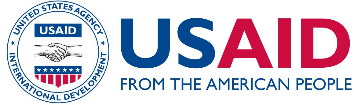 UNITED STATES AGENCY
USAID
INTERNATIONAL DEVELOPMENT
USAID
FROM THE AMERICAN PEOPLE